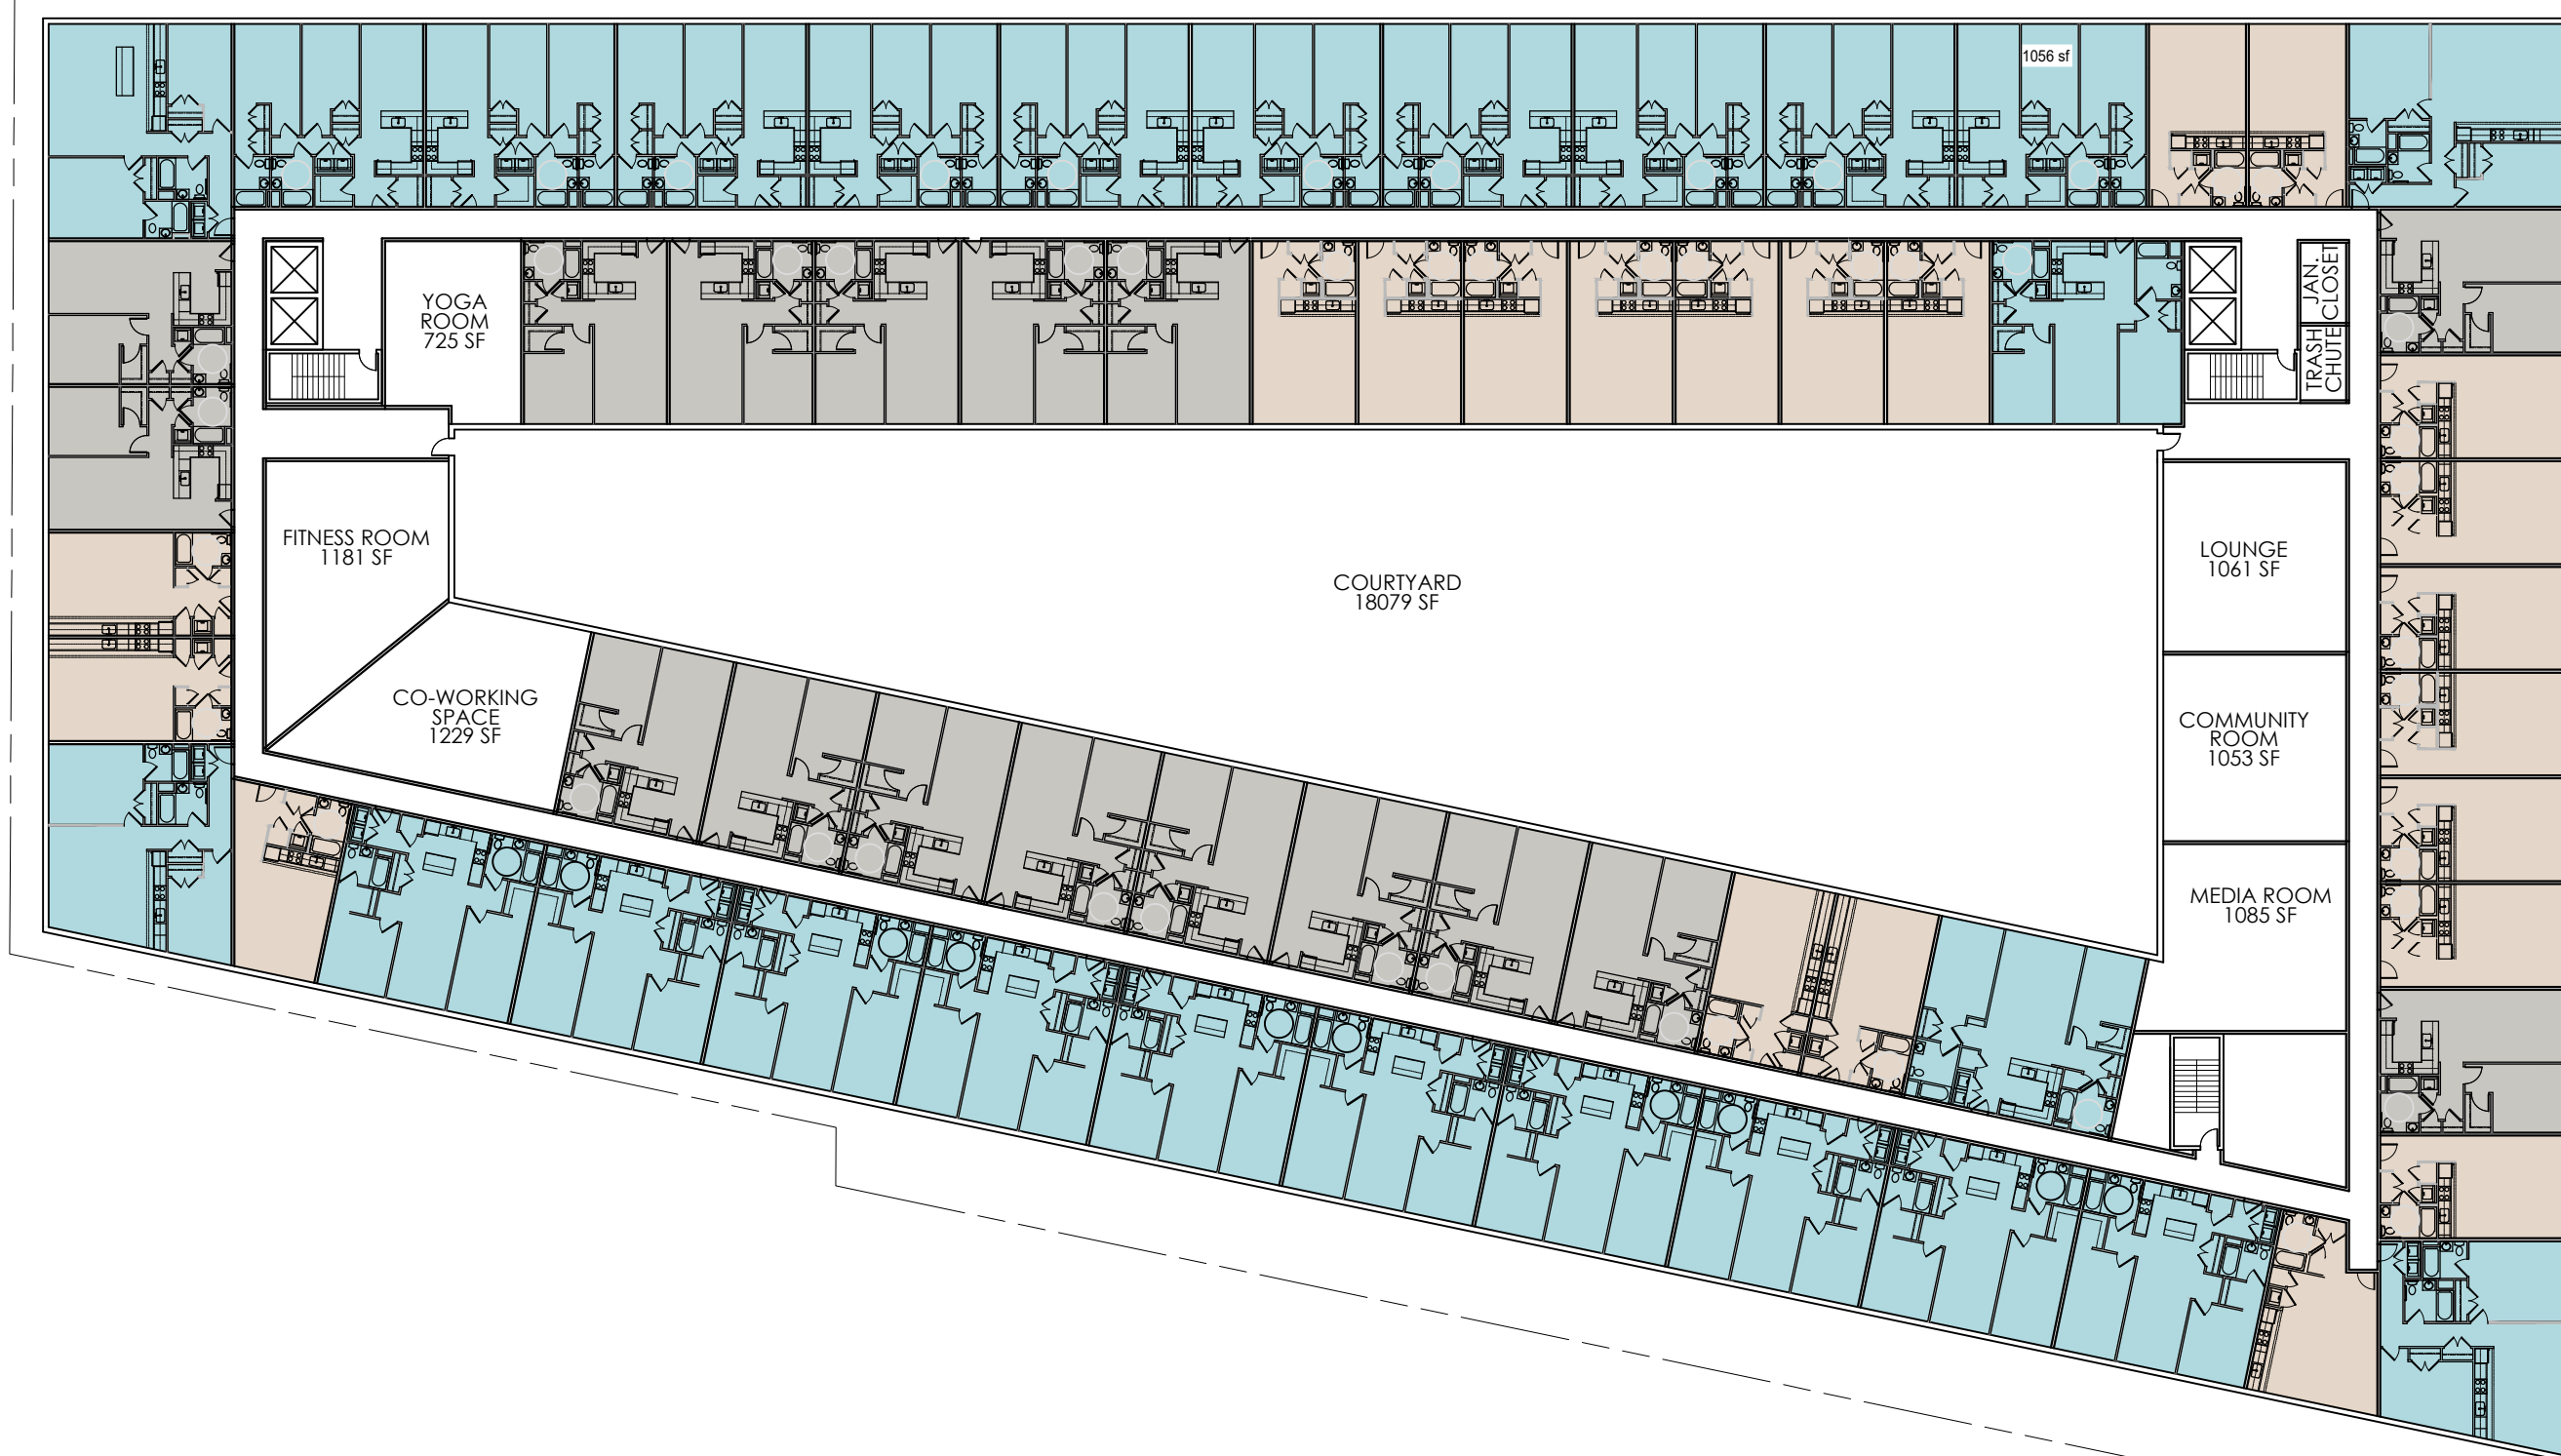 1056 sf
YOGA
ROOM
725 SF
JAN.
CLOSET
TRASH
CHUTE
FITNESS ROOM
1181 SF
COURTYARD
18079 SF
LOUNGE
1061 SF
CO-WORKING
SPACE
1229 SF
COMMUNITY
ROOM
1053 SF
MEDIA ROOM
1085 SF